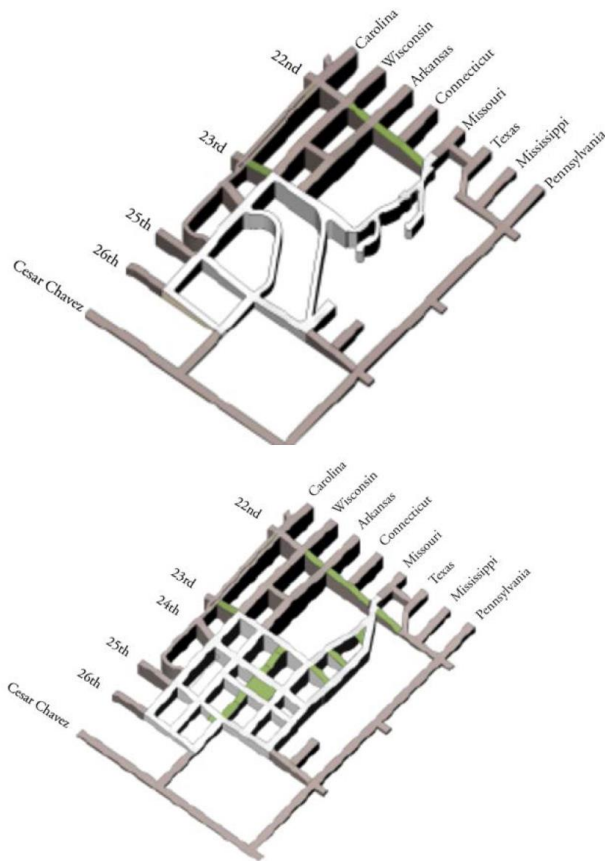 Carolina
Wisconsin
Arkansas
Connecticut
Missouri
Texas
Mississippi
Pennsylvania
22nd
23rd
25th
26th
Cesar Chavez
Carolina
Wisconsin
Arkansas
Connecticut
Missouri
Texas
Mississippi
Pennsylvania
22nd
23rd
24th
25th
26th
Cesar Chavez